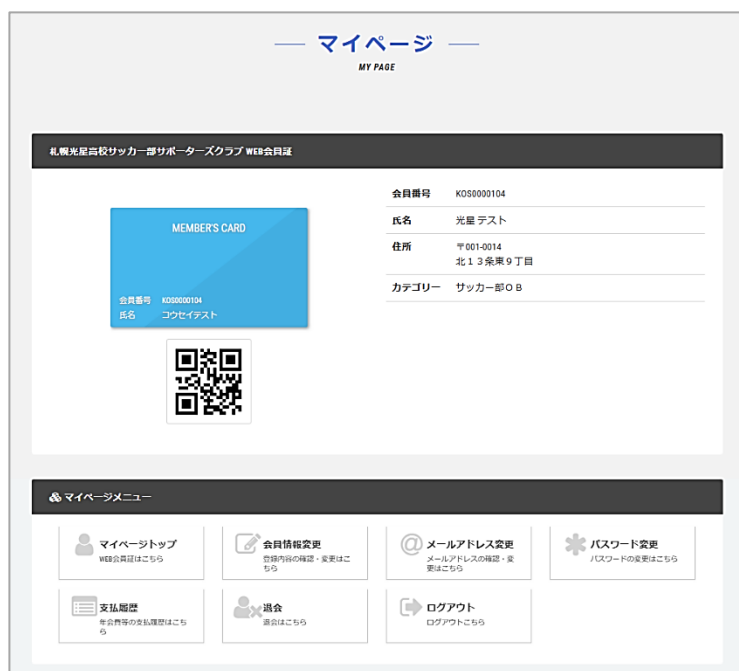 マイページ
MY PAGE
札幌光星高校サッカー部サポーターズクラブ WEB会員証
MEMBER'S CARD
会員番号 KOS0000104
氏名 コウセイテスト
会員番号 KOS0000104
氏名 光星 テスト
住所 〒001-0014
北１３条東９丁目
カテゴリー サッカー部ＯＢ
マイページメニュー
マイページトップ
WEB会員証はこちら
会員情報変更
登録内容の確認・変更はこ
ちら
メールアドレス変更
メールアドレスの確認・変
更はこちら
パスワード変更
パスワードの変更はこちら
支払履歴
年会費等の支払履歴はこち
ら
退会
退会はこちら
ログアウト
ログアウトこちら